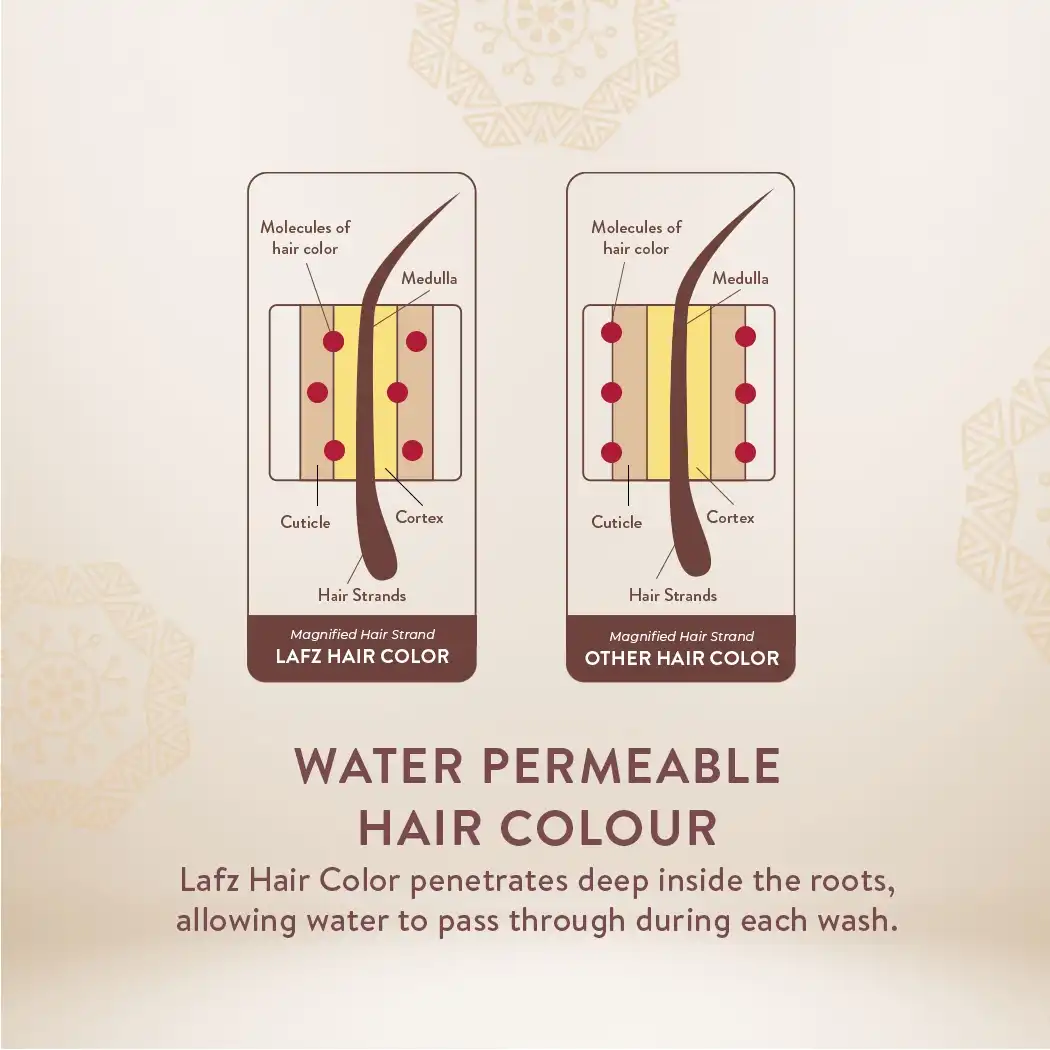 Molecules of
hair color
Medulla
Cuticle
Cortex
Hair Strands
Magnified Hair Strand
LAFZ HAIR COLOR
Molecules of
hair color
Medulla
Cuticle
Cortex
Hair Strands
Magnified Hair Strand
OTHER HAIR COLOR
WATER PERMEABLE
HAIR COLOUR
Lafz Hair Color penetrates deep inside the roots,
allowing water to pass through during each wash.